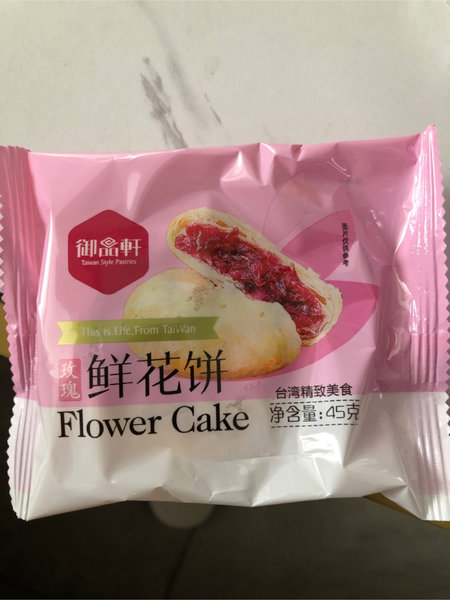 御品軒
Taiwan Style Pastries
图片仅供参考
This is Life.From TaiWan
玫瑰
鲜花饼
Flower Cake
台湾精致美食
净含量:45克